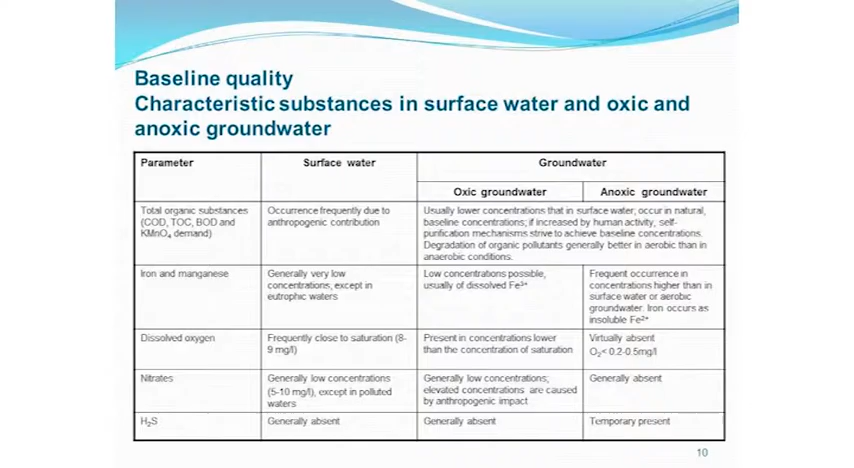 Baseline quality
Characteristic substances in surface water and oxic and
anoxic groundwater
Parameter
Surface water
Groundwater
Oxic groundwater
Anoxic groundwater
Total organic substances
(COD, TOC, BOD and
KMnO₄ demand)
Occurrence frequently due to
anthropogenic contribution
Usually lower concentrations that in surface water; occur in natural,
baseline concentrations; if increased by human activity, self-
purification mechanisms strive to achieve baseline concentrations.
Degradation of organic pollutants generally better in aerobic than in
anaerobic conditions.
Iron and manganese
Generally very low
concentrations, except in
eutrophic waters
Low concentrations possible,
usually of dissolved Fe³⁺
Frequent occurrence in
concentrations higher than in
surface water or aerobic
groundwater. Iron occurs as
insoluble Fe²⁺
Dissolved oxygen
Frequently close to saturation (8-
9 mg/l)
Present in concentrations lower
than the concentration of saturation
Virtually absent
O₂< 0.2-0.5mg/l
Nitrates
Generally low concentrations
(5-10 mg/l), except in polluted
waters
Generally low concentrations;
elevated concentrations are caused
by anthropogenic impact
Generally absent
H₂S
Generally absent
Generally absent
Temporary present
10